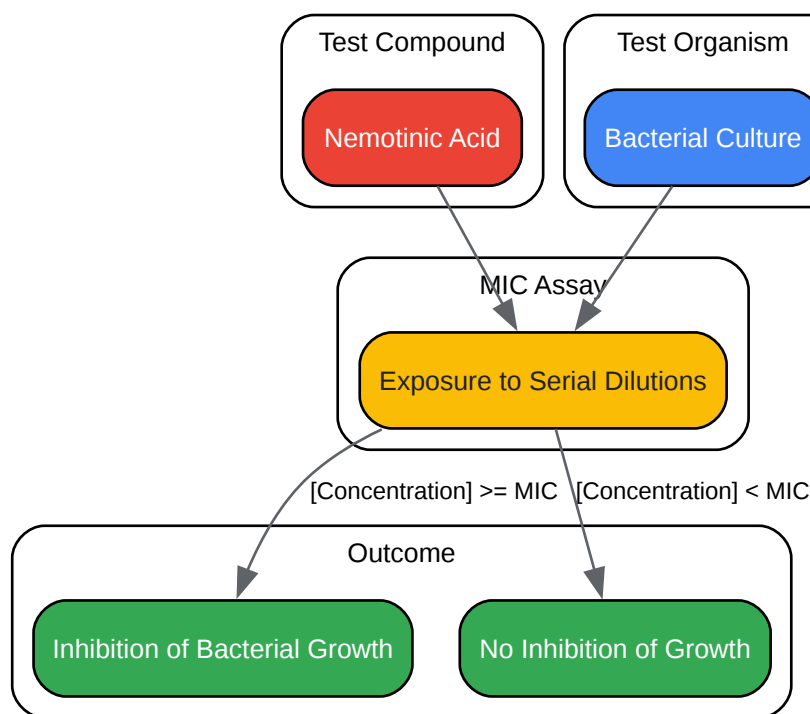 Test Compound
Test Organism
Nemotinic Acid
Bacterial Culture
MIC Assay
Exposure to Serial Dilutions
[Concentration] >= MIC
[Concentration] < MIC
Outcome
Inhibition of Bacterial Growth
No Inhibition of Growth